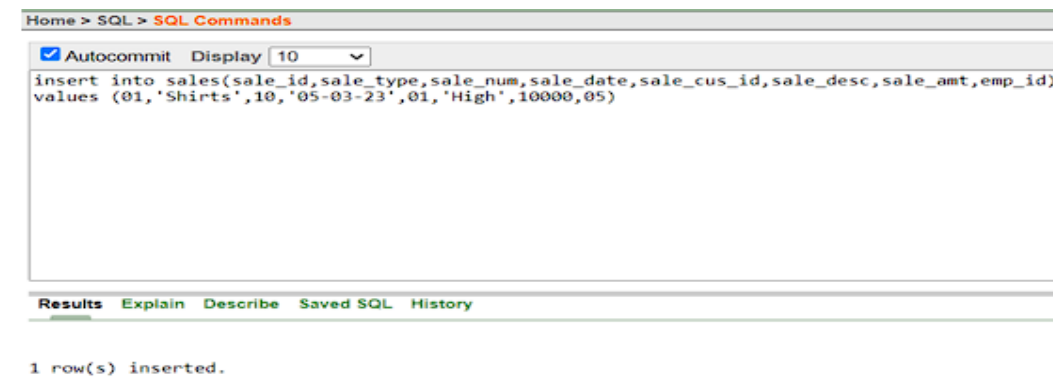 Home > SQL > SQL Commands
Autocommit Display 10
insert into sales(sale_id,sale_type,sale_num,sale_date,sale_cus_id,sale_desc,sale_amt,emp_id)
values (01,'Shirts',10,'05-03-23',01,'High',10000,05)
Results Explain Describe Saved SQL History
1 row(s) inserted.